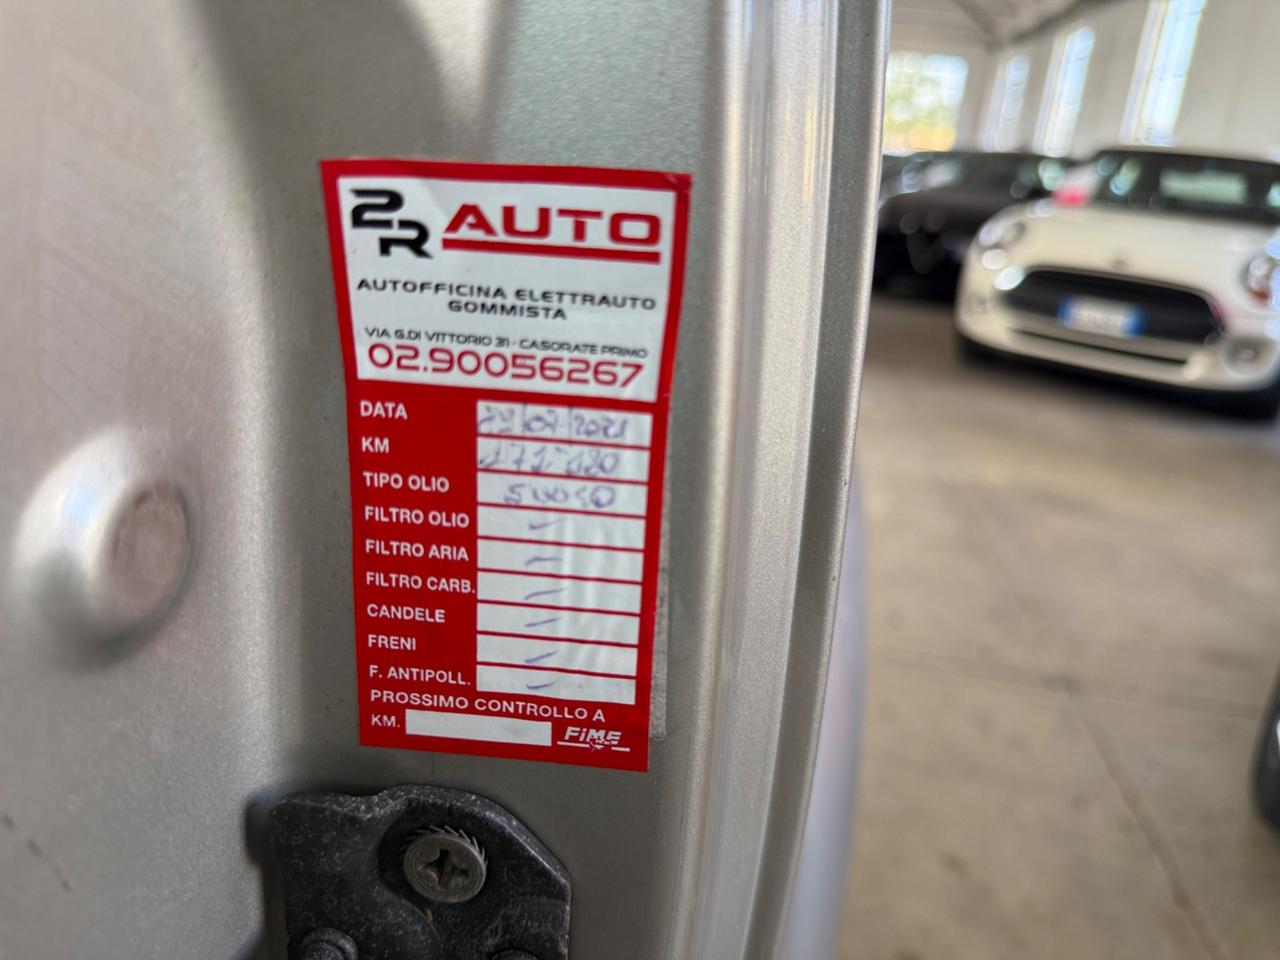 2R AUTO
AUTOFFICINA ELETTRAUTO
GOMMISTA
VIA G.DI VITTORIO 31 - CASORATE PRIMO
02.90056267
DATA
KM
TIPO OLIO
FILTRO OLIO
FILTRO ARIA
FILTRO CARB.
CANDELE
FRENI
F. ANTIPOLL.
PROSSIMO CONTROLLO A
KM.
FiME